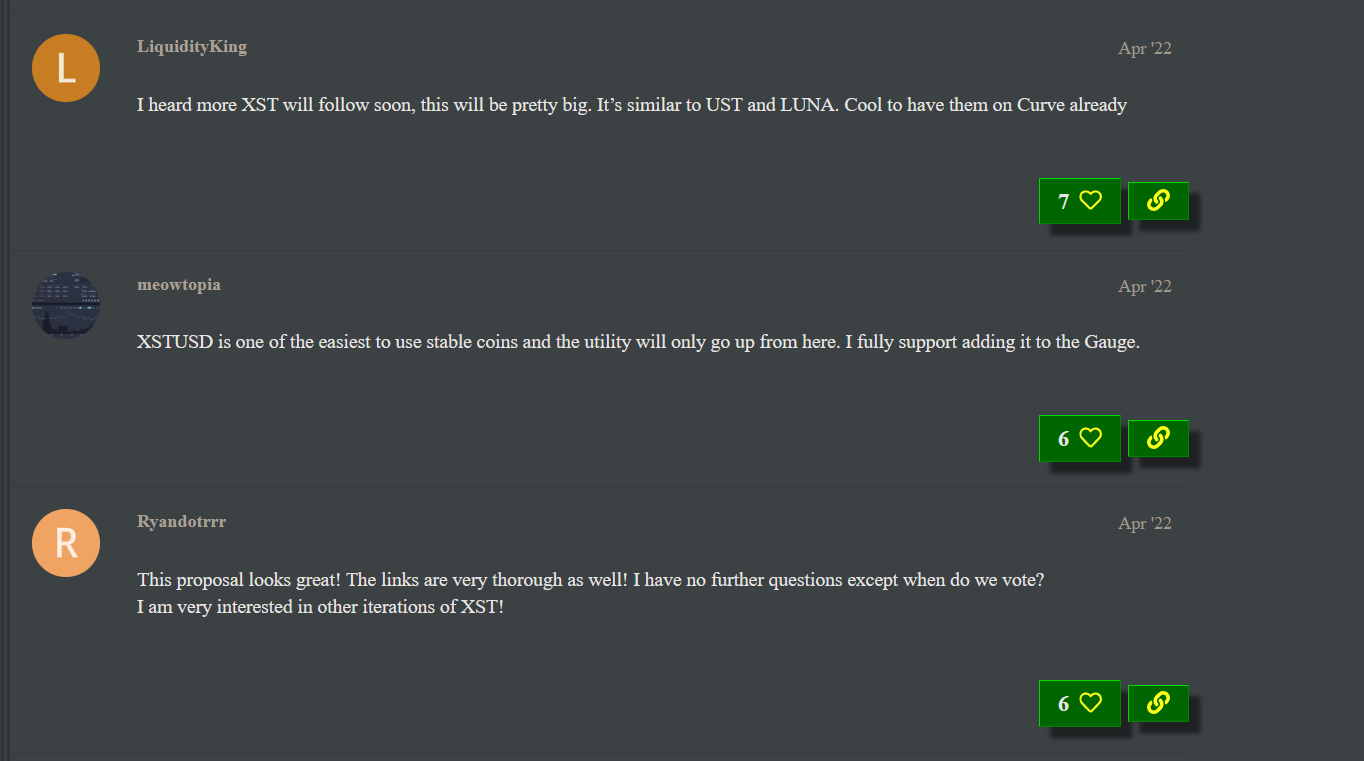 L
LiquidityKing
Apr '22
I heard more XST will follow soon, this will be pretty big. It’s similar to UST and LUNA. Cool to have them on Curve already
7
meowtopia
Apr '22
XSTUSD is one of the easiest to use stable coins and the utility will only go up from here. I fully support adding it to the Gauge.
6
R
Ryandotrrr
Apr '22
This proposal looks great! The links are very thorough as well! I have no further questions except when do we vote?
I am very interested in other iterations of XST!
6